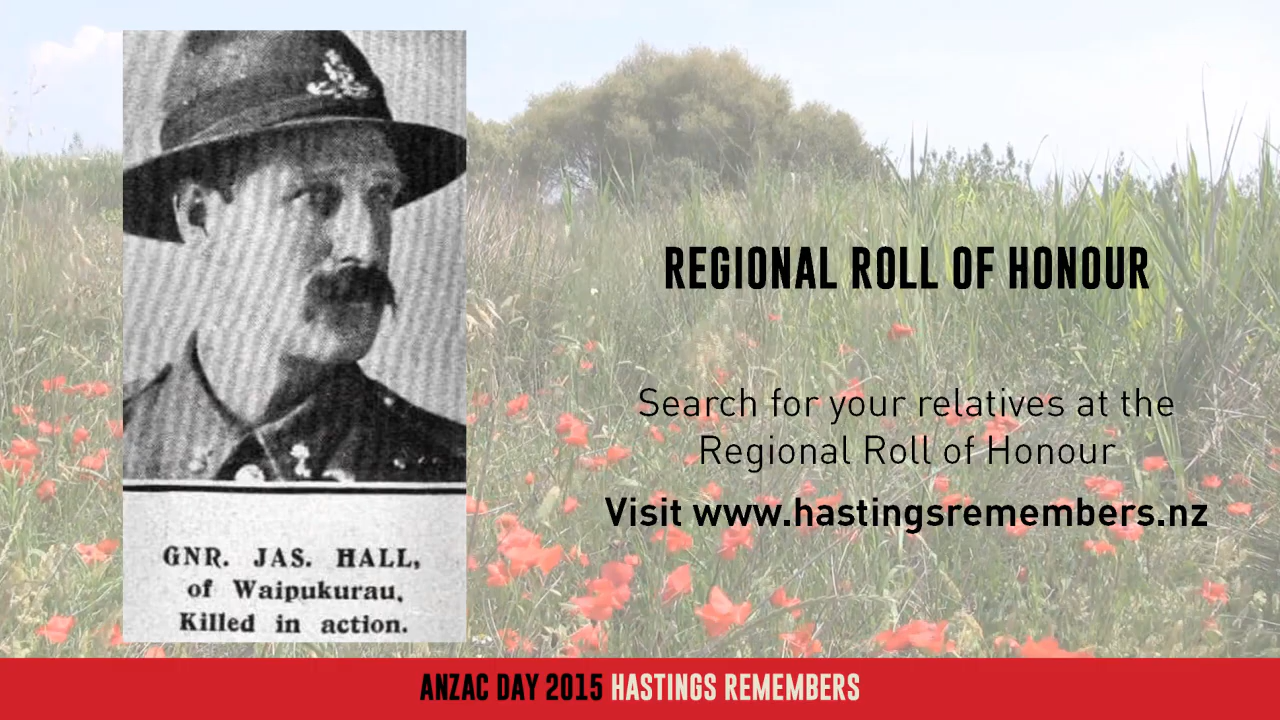 GNR. JAS. HALL,
of Waipukurau,
Killed in action.
REGIONAL ROLL OF HONOUR
Search for your relatives at the
Regional Roll of Honour
Visit www.hastingsremembers.nz
ANZAC DAY 2015 HASTINGS REMEMBERS